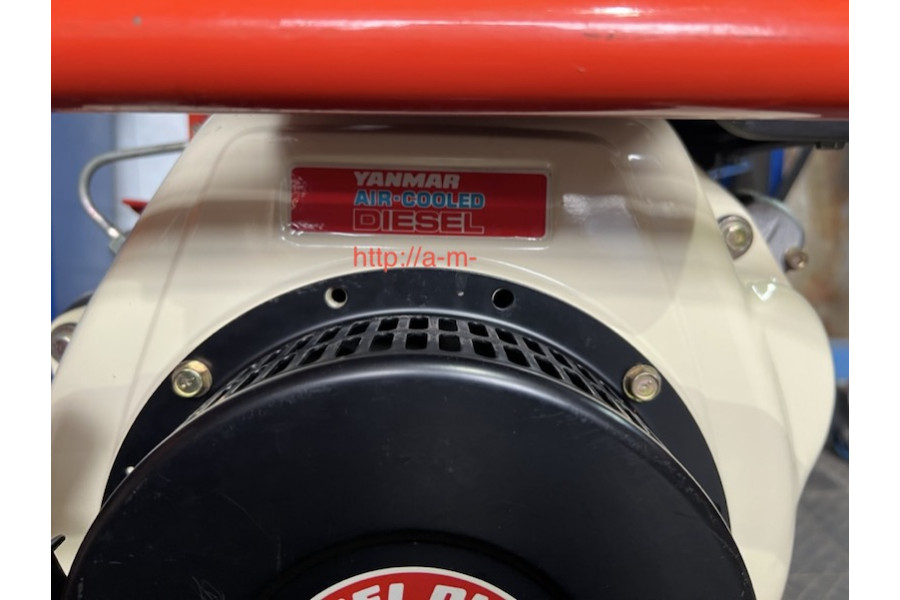 YANMAR
AIR-COOLED
DIESEL
http://a-m-